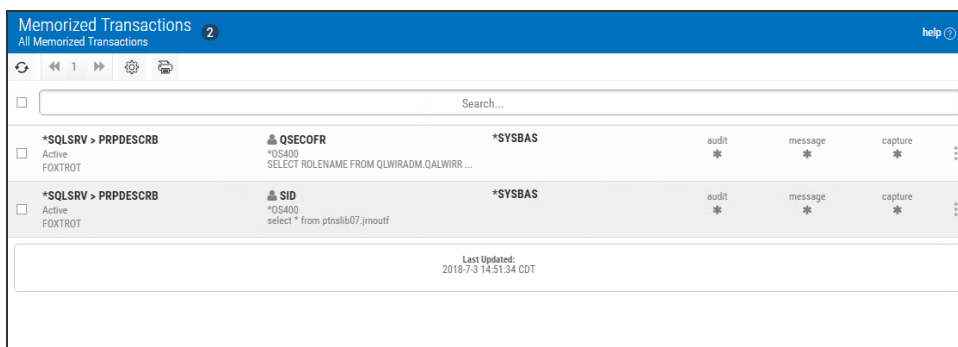 Memorized Transactions 2
All Memorized Transactions
help ?
1
Search...
*SQLSRV > PRPDESCRB QSECOFR *SYSBAS audit message capture
Active *OS400 * * *
FOXTROT SELECT ROLENAME FROM QLWIRADM.QALWIRR ...
*SQLSRV > PRPDESCRB SID *SYSBAS audit message capture
Active *OS400 * * *
FOXTROT select * from ptnslib07.jrnoutf
Last Updated:
2018-7-3 14:51:34 CDT